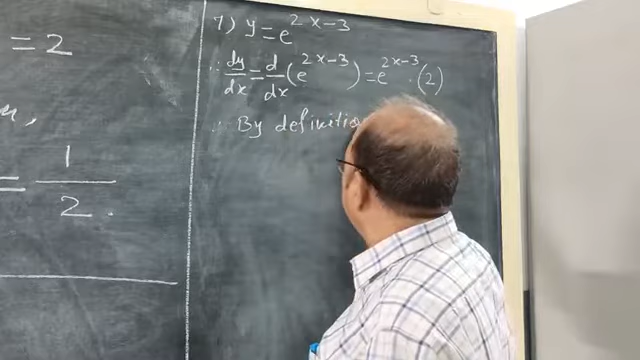 = 2
= 1/2 .
7) y = e^{2x-3}
∴ dy/dx = d/dx (e^{2x-3}) = e^{2x-3} . (2)
∴ By definitio